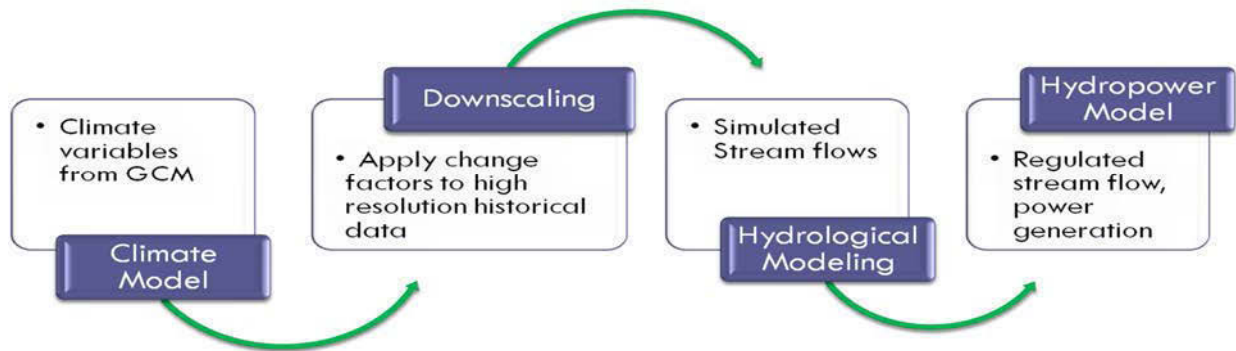 • Climate
variables
from GCM
Climate
Model
Downscaling
• Apply change
factors to high
resolution historical
data
• Simulated
Stream flows
Hydrological
Modeling
Hydropower
Model
• Regulated
stream flow,
power
generation